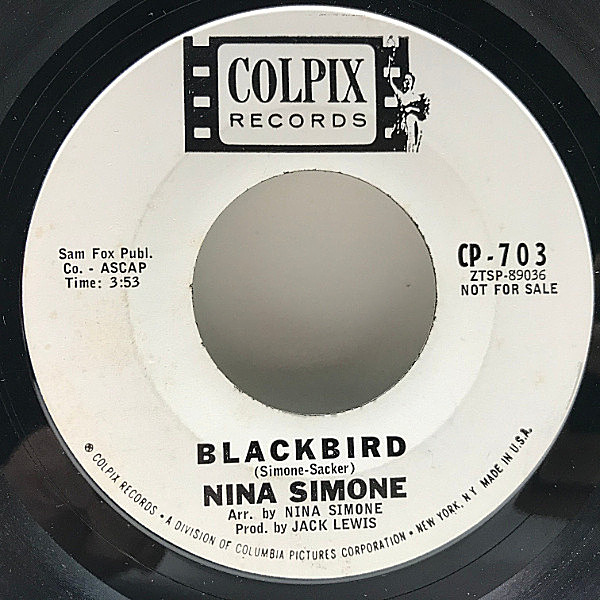 COLPIX
RECORDS
Sam Fox Publ.
Co. - ASCAP
Time: 3:53
CP-703
ZTSP-89036
NOT FOR SALE
BLACKBIRD
(Simone-Sacker)
NINA SIMONE
Arr. by NINA SIMONE
Prod. by JACK LEWIS
® COLPIX RECORDS • A DIVISION OF COLUMBIA PICTURES CORPORATION • NEW YORK, N.Y. MADE IN U.S.A.